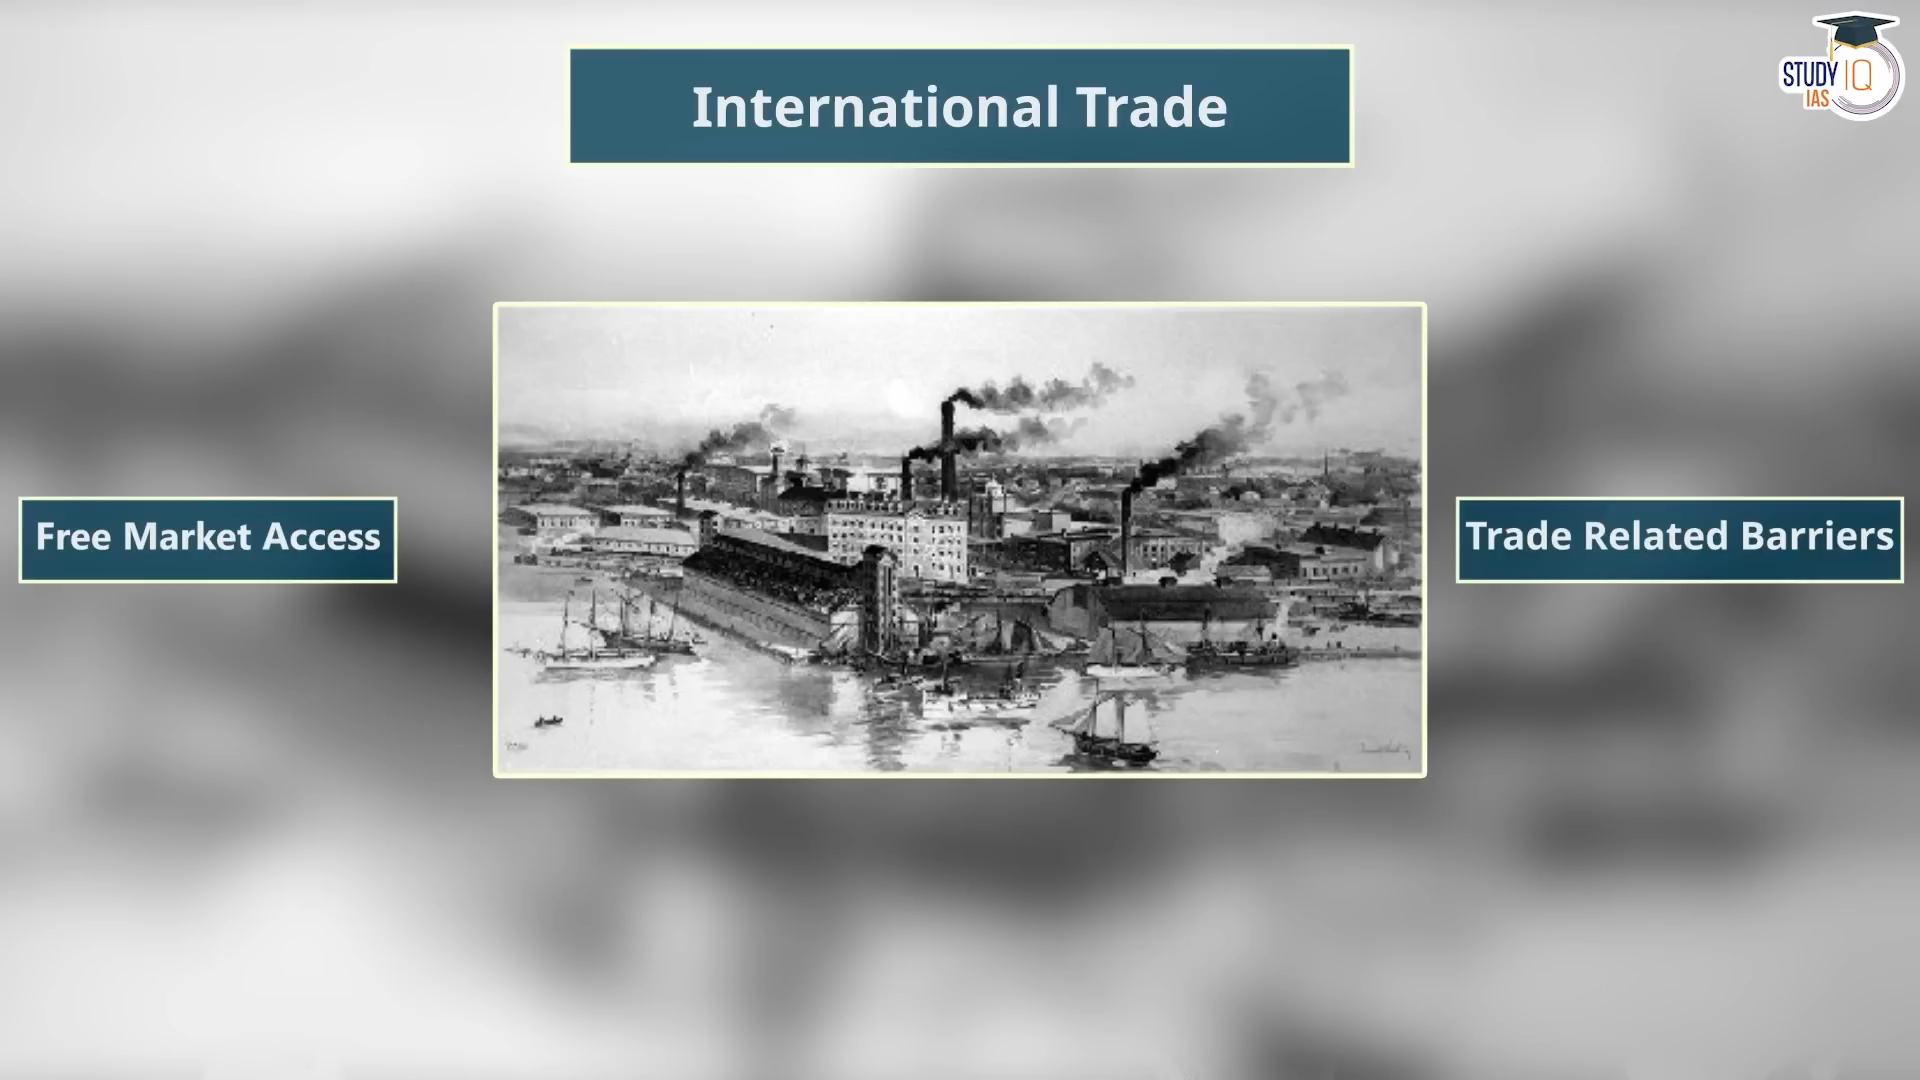 International Trade
STUDY IQ
IAS
Free Market Access
Trade Related Barriers